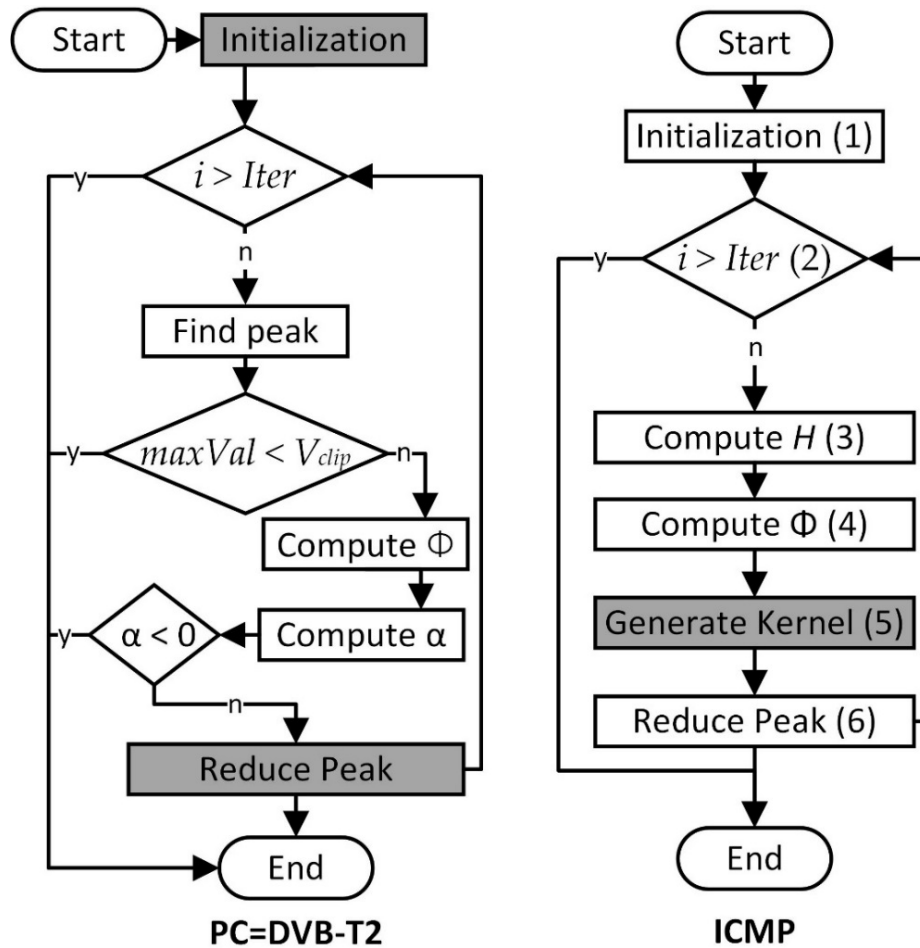 Start
Initialization
i > Iter
y
n
Find peak
maxVal < Vclip
y
n
Compute Φ
Compute α
α < 0
y
n
Reduce Peak
End
PC=DVB-T2
Start
Initialization (1)
i > Iter (2)
y
n
Compute H (3)
Compute Φ (4)
Generate Kernel (5)
Reduce Peak (6)
End
ICMP